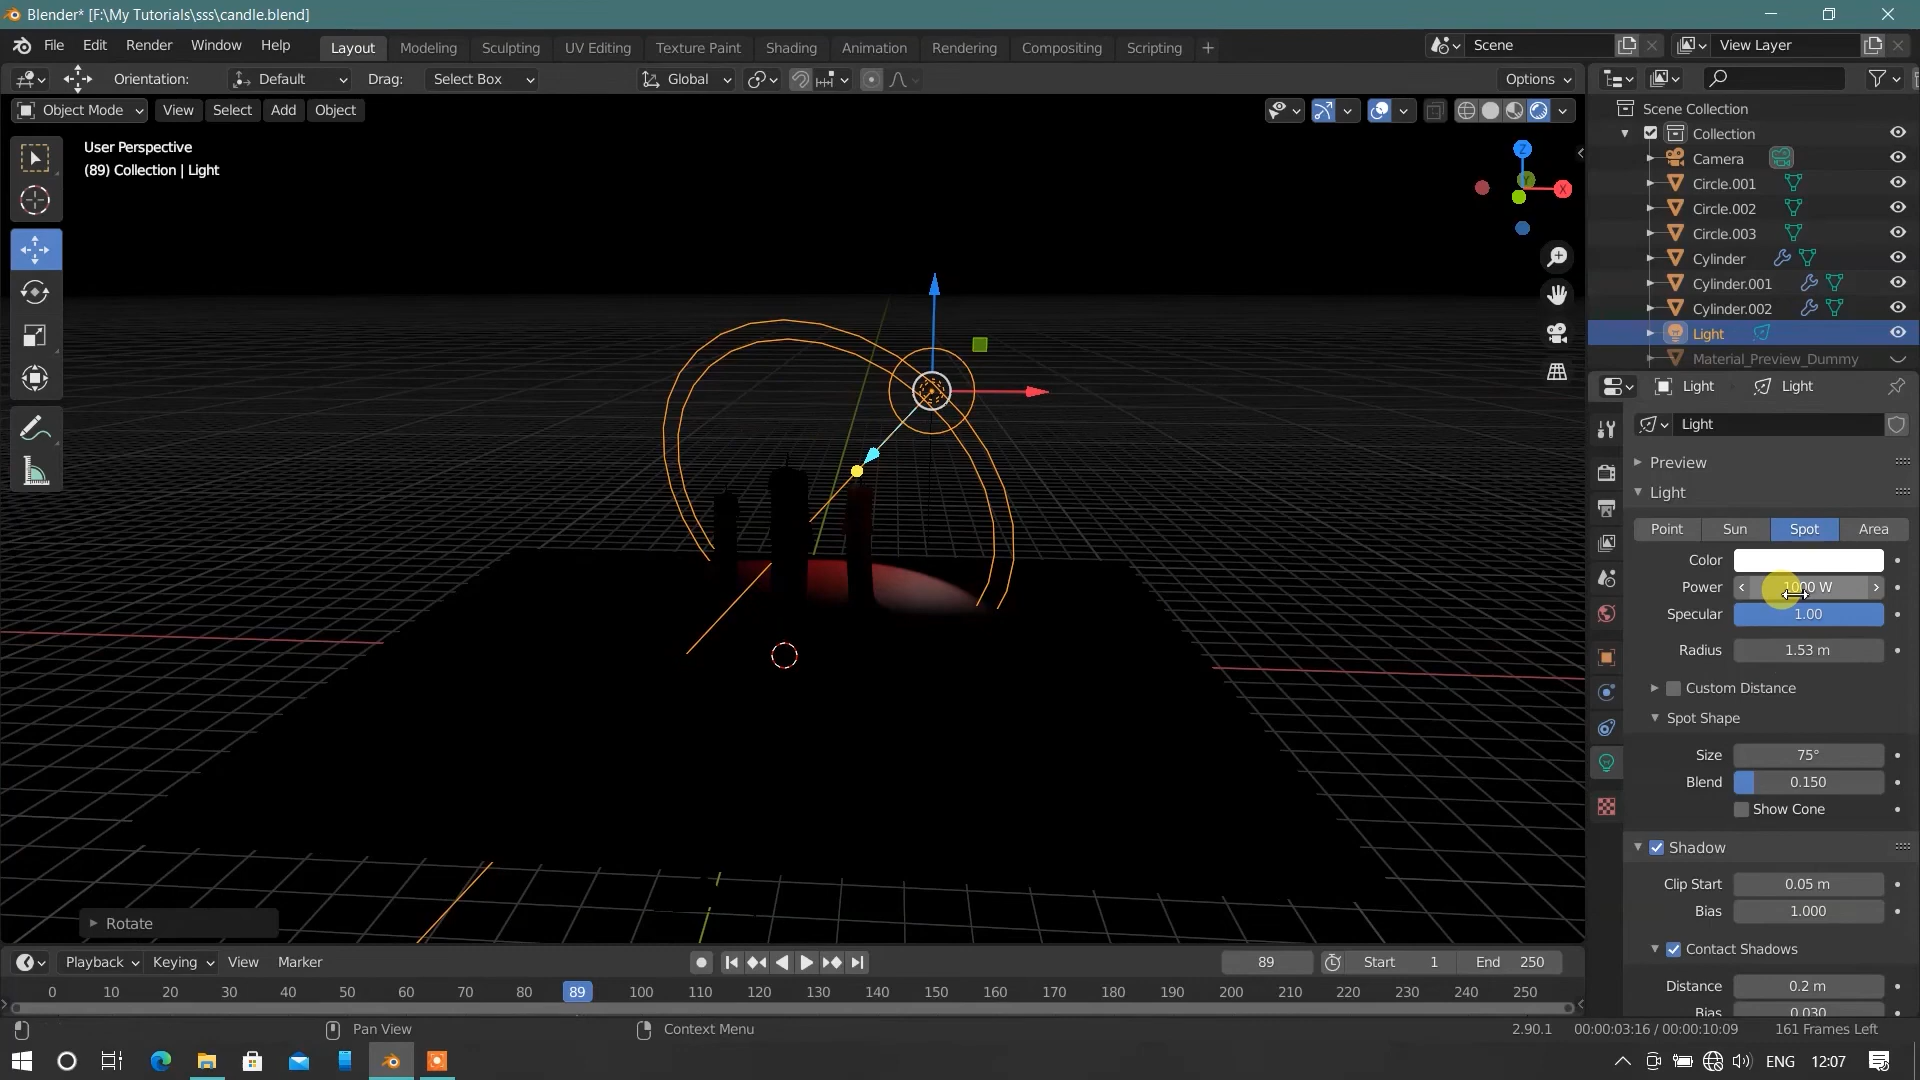 Blender* [F:\My Tutorials\sss\candle.blend]
File Edit Render Window Help Layout Modeling Sculpting UV Editing Texture Paint Shading Animation Rendering Compositing Scripting + Scene View Layer
Orientation: Default Drag: Select Box Global Options
Object Mode View Select Add Object
User Perspective
(89) Collection | Light
Z
X
Scene Collection
Collection
Camera
Circle.001
Circle.002
Circle.003
Cylinder
Cylinder.001
Cylinder.002
Light
Material_Preview_Dummy
Light Light
Light
Preview
Light
Point Sun Spot Area
Color
Power 1000 W
Specular 1.00
Radius 1.53 m
Custom Distance
Spot Shape
Size 75°
Blend 0.150
Show Cone
Shadow
Clip Start 0.05 m
Bias 1.000
Contact Shadows
Distance 0.2 m
Bias 0.030
Rotate
Playback Keying View Marker 89 Start 1 End 250
0 10 20 30 40 50 60 70 80 89 100 110 120 130 140 150 160 170 180 190 200 210 220 230 240 250
Pan View Context Menu 2.90.1 00:00:03:16 / 00:00:10:09 161 Frames Left
ENG 12:07